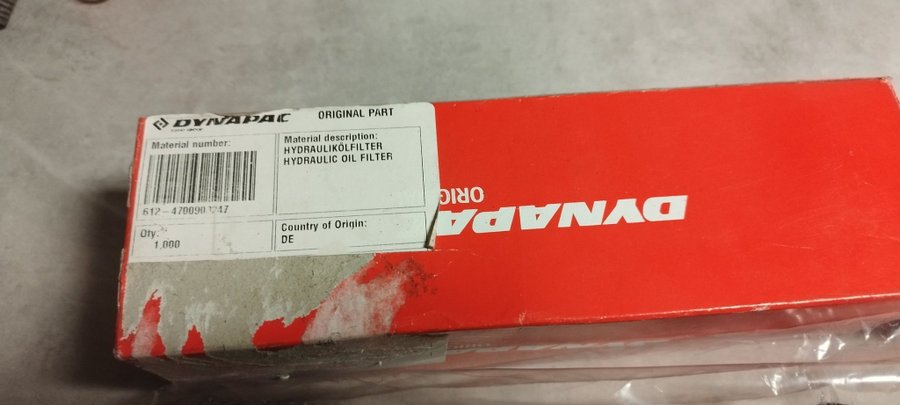 DYNAPAC
ORIGINAL PART
Material number:
Material description:
HYDRAULIKÖLFILTER
HYDRAULIC OIL FILTER
Qty:
1,000
Country of Origin:
DE
DYNAPA
ORIG